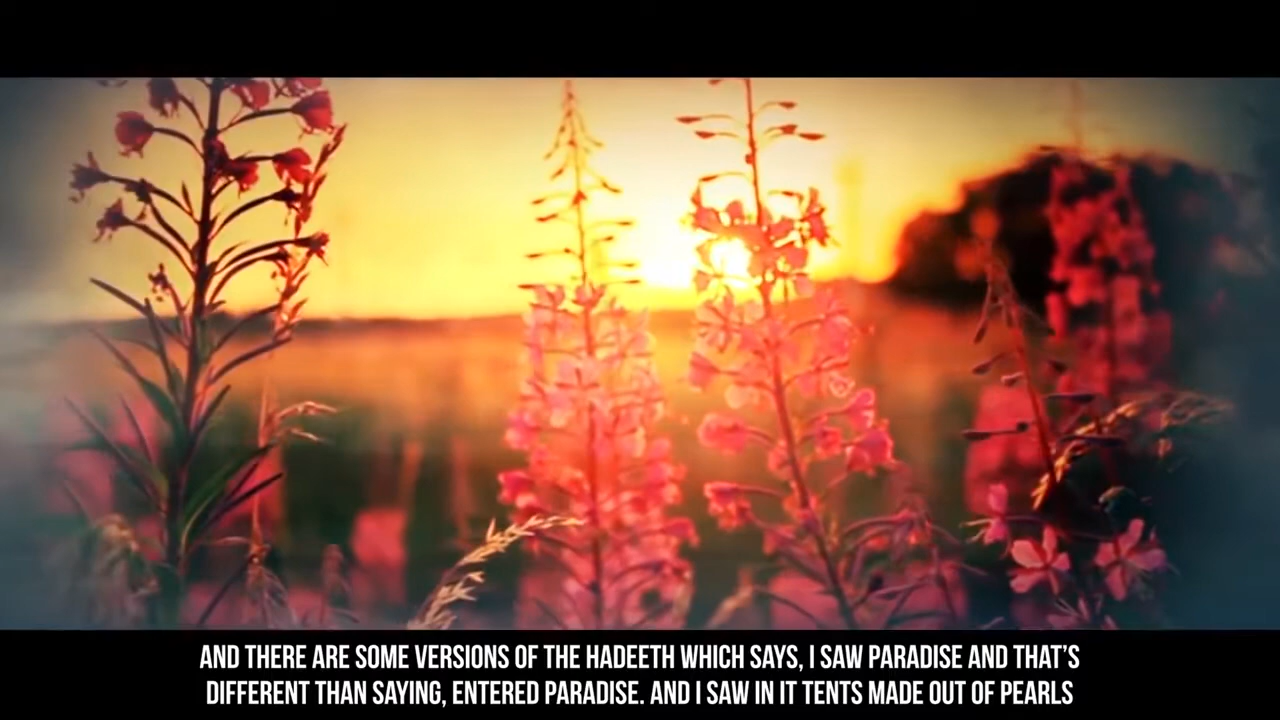 AND THERE ARE SOME VERSIONS OF THE HADEETH WHICH SAYS, I SAW PARADISE AND THAT'S
DIFFERENT THAN SAYING, ENTERED PARADISE. AND I SAW IN IT TENTS MADE OUT OF PEARLS